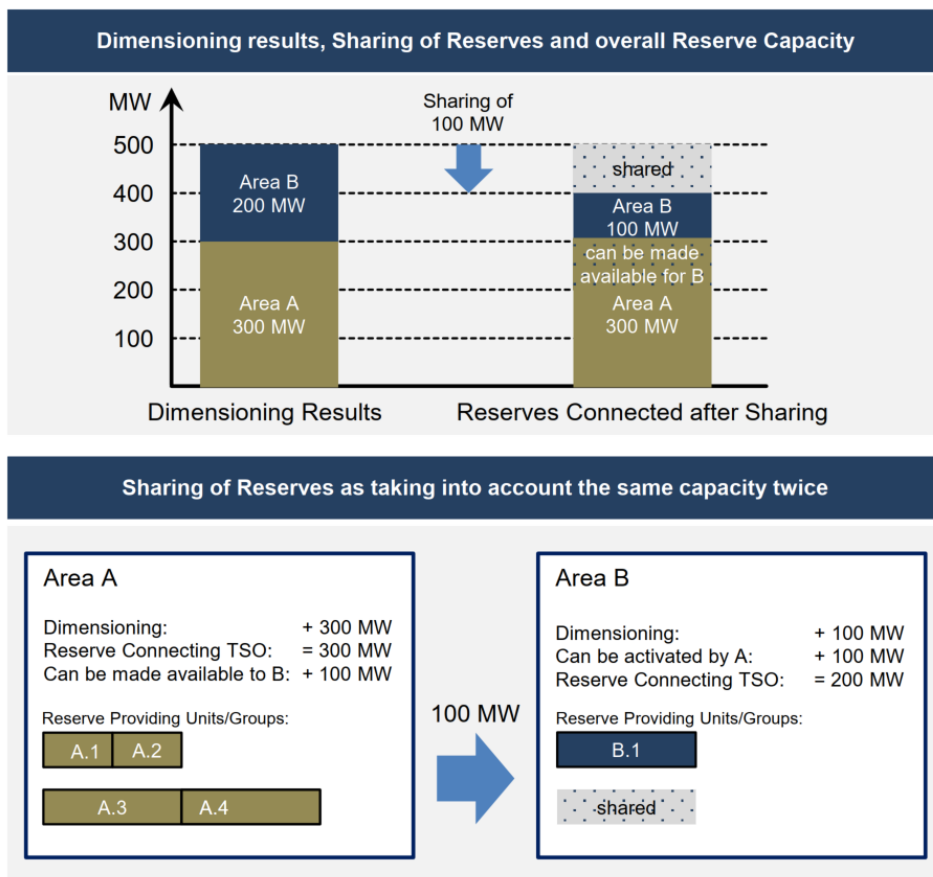 Dimensioning results, Sharing of Reserves and overall Reserve Capacity
MW
Sharing of
100 MW
500
400
300
200
100
Area B
200 MW
Area A
300 MW
shared
Area B
100 MW
can be made
available for B
Area A
300 MW
Dimensioning Results
Reserves Connected after Sharing
Sharing of Reserves as taking into account the same capacity twice
Area A
Dimensioning: + 300 MW
Reserve Connecting TSO: = 300 MW
Can be made available to B: + 100 MW
Reserve Providing Units/Groups:
A.1 A.2
A.3 A.4
100 MW
Area B
Dimensioning: + 100 MW
Can be activated by A: + 100 MW
Reserve Connecting TSO: = 200 MW
Reserve Providing Units/Groups:
B.1
shared